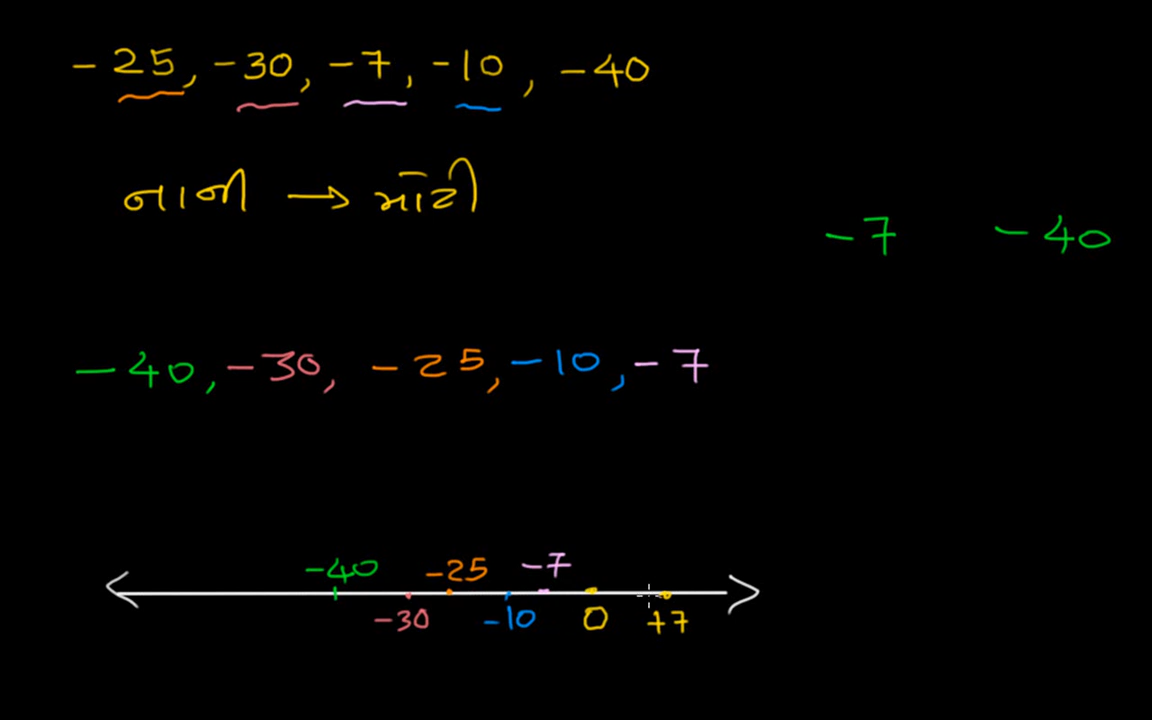 -25, -30, -7, -10, -40
નાની → મોટી
-7 -40
-40, -30, -25, -10, -7
-40 -25 -7
-30 -10 0 +7